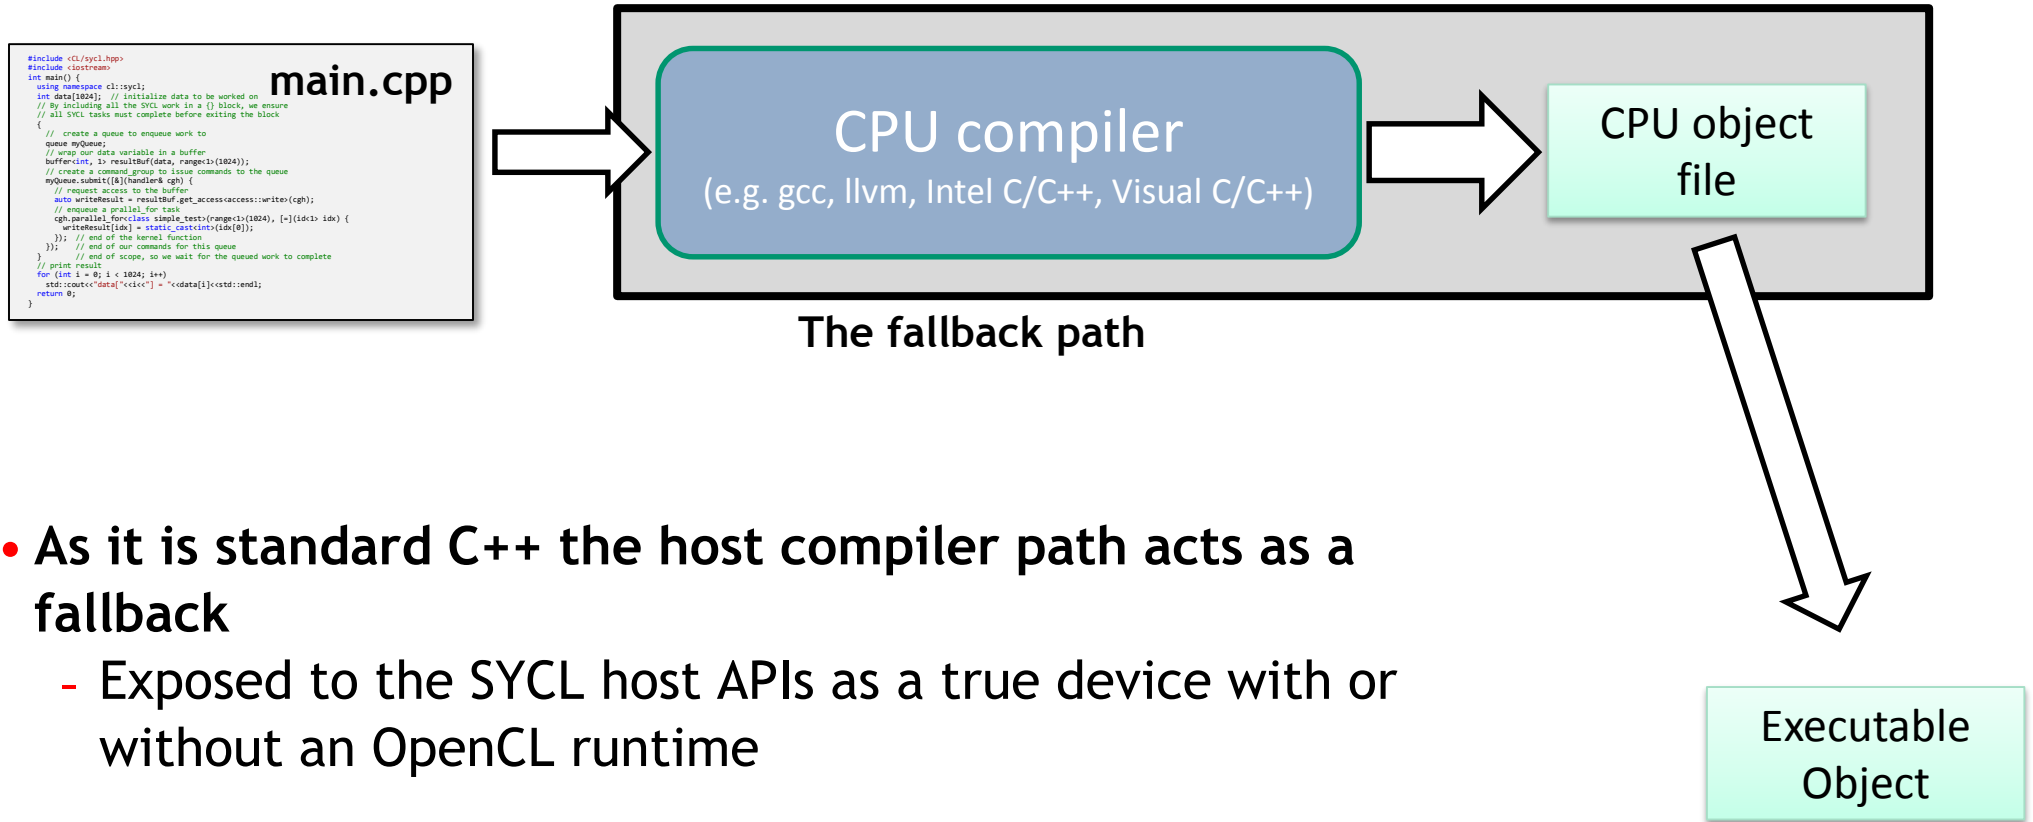 #include <CL/sycl.hpp>
#include <iostream>
int main() {
using namespace cl::sycl;
int data[1024]; // initialize data to be worked on
// By including all the SYCL work in a {} block, we ensure
// all SYCL tasks must complete before exiting the block
{
// create a queue to enqueue work to
queue myQueue;
// wrap our data variable in a buffer
buffer<int, 1> resultBuf(data, range<1>(1024));
// create a command_group to issue commands to the queue
myQueue.submit([&](handler& cgh) {
// request access to the buffer
auto writeResult = resultBuf.get_access<access::write>(cgh);
// enqueue a prallel_for task
cgh.parallel_for<class simple_test>(range<1>(1024), [=](id<1> idx) {
writeResult[idx] = static_cast<int>(idx[0]);
}); // end of the kernel function
}); // end of our commands for this queue
} // end of scope, so we wait for the queued work to complete
// print result
for (int i = 0; i < 1024; i++)
std::cout<<"data["<<i<<"] = "<<data[i]<<std::endl;
return 0;
}
main.cpp
CPU compiler
(e.g. gcc, llvm, Intel C/C++, Visual C/C++)
CPU object
file
The fallback path
• As it is standard C++ the host compiler path acts as a
fallback
- Exposed to the SYCL host APIs as a true device with or
without an OpenCL runtime
Executable
Object